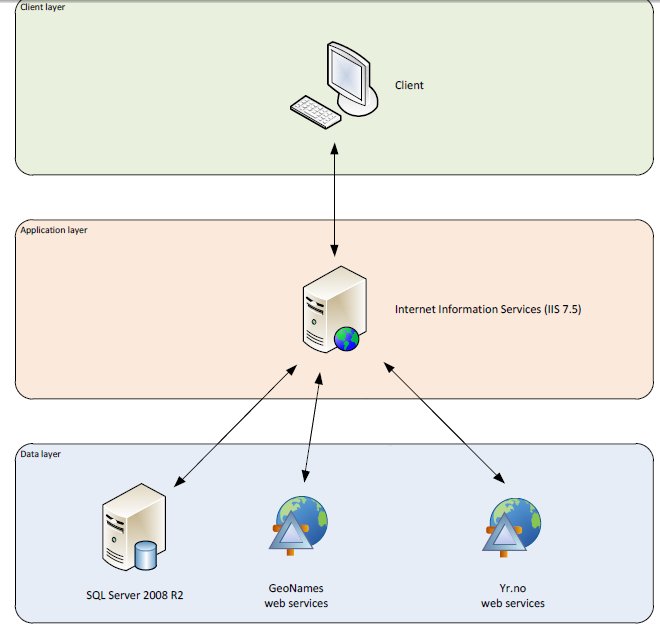 Client layer
Client
Application layer
Internet Information Services (IIS 7.5)
Data layer
SQL Server 2008 R2
GeoNames
web services
Yr.no
web services